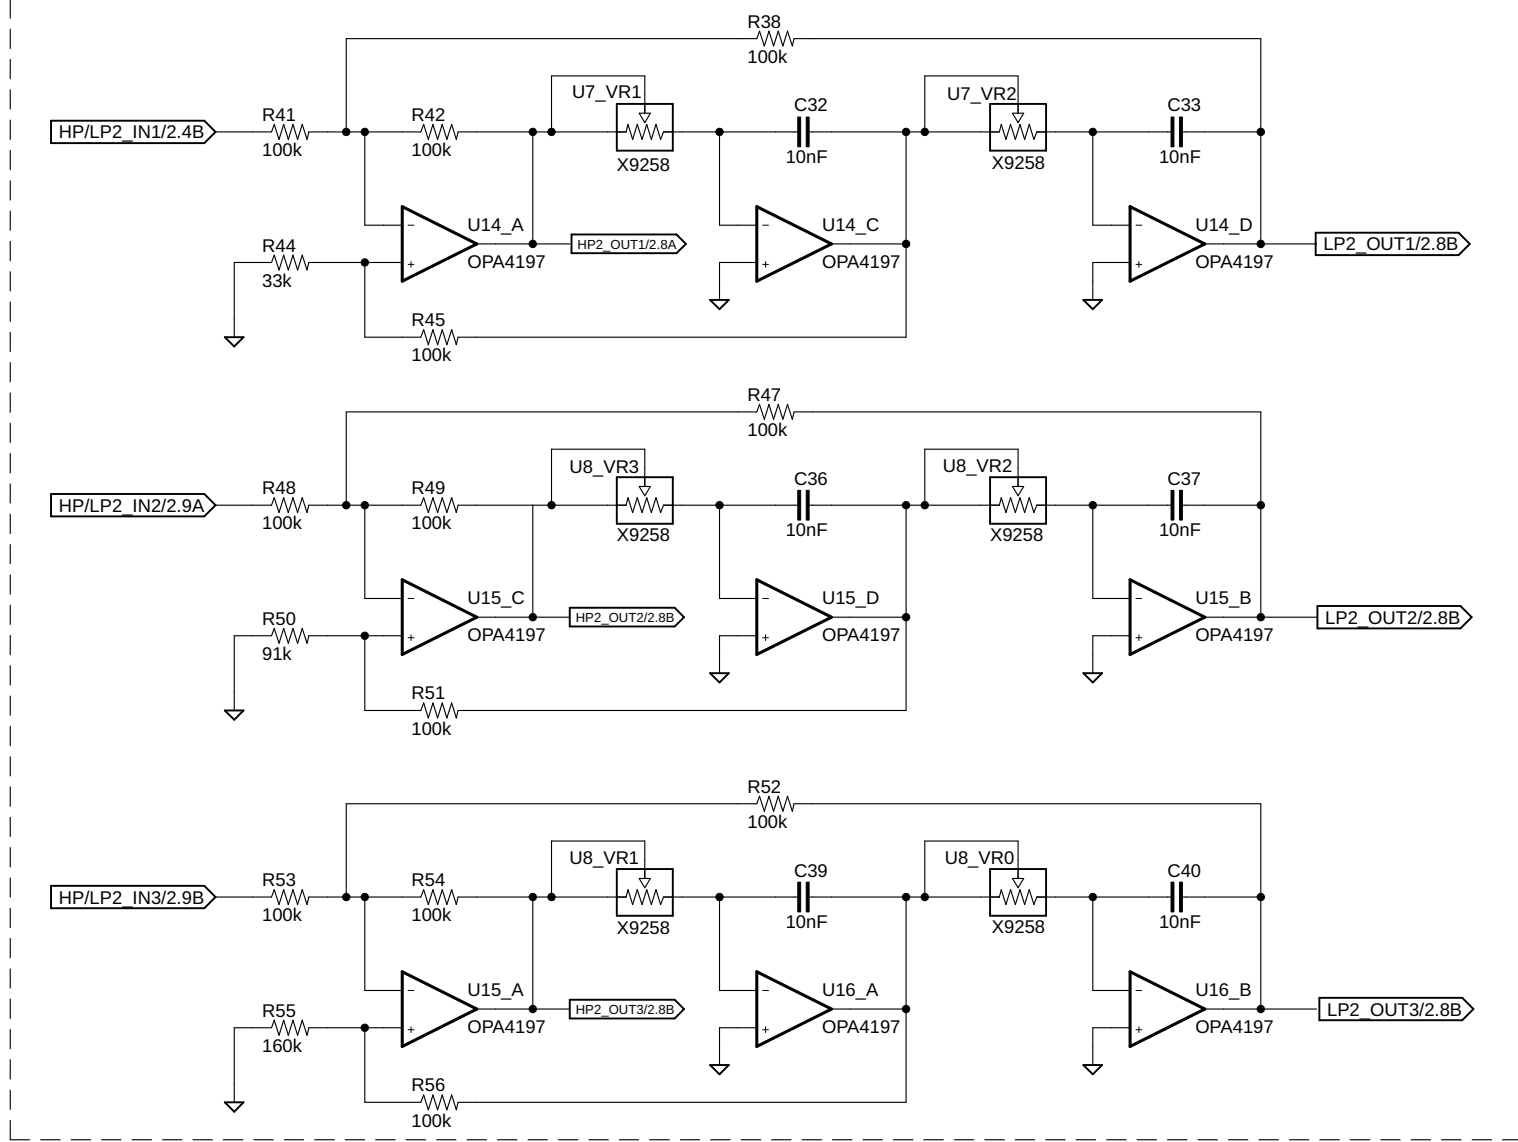 R38
100k
HP/LP2_IN1/2.4B
R41
100k
R42
100k
U7_VR1
X9258
C32
10nF
U7_VR2
X9258
C33
10nF
R44
33k
U14_A
OPA4197
HP2_OUT1/2.8A
U14_C
OPA4197
U14_D
OPA4197
LP2_OUT1/2.8B
R45
100k
R47
100k
HP/LP2_IN2/2.9A
R48
100k
R49
100k
U8_VR3
X9258
C36
10nF
U8_VR2
X9258
C37
10nF
R50
91k
U15_C
OPA4197
HP2_OUT2/2.8B
U15_D
OPA4197
U15_B
OPA4197
LP2_OUT2/2.8B
R51
100k
R52
100k
HP/LP2_IN3/2.9B
R53
100k
R54
100k
U8_VR1
X9258
C39
10nF
U8_VR0
X9258
C40
10nF
R55
160k
U15_A
OPA4197
HP2_OUT3/2.8B
U16_A
OPA4197
U16_B
OPA4197
LP2_OUT3/2.8B
R56
100k